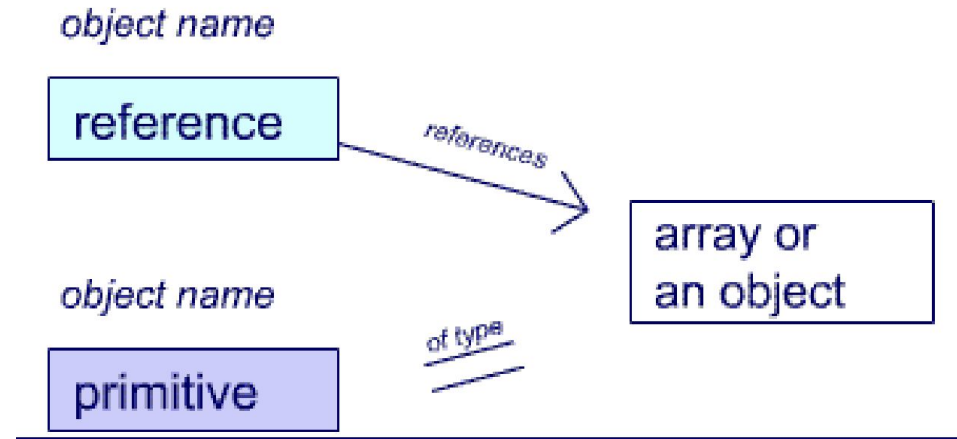 object name
reference
references
array or
an object
object name
of type
primitive